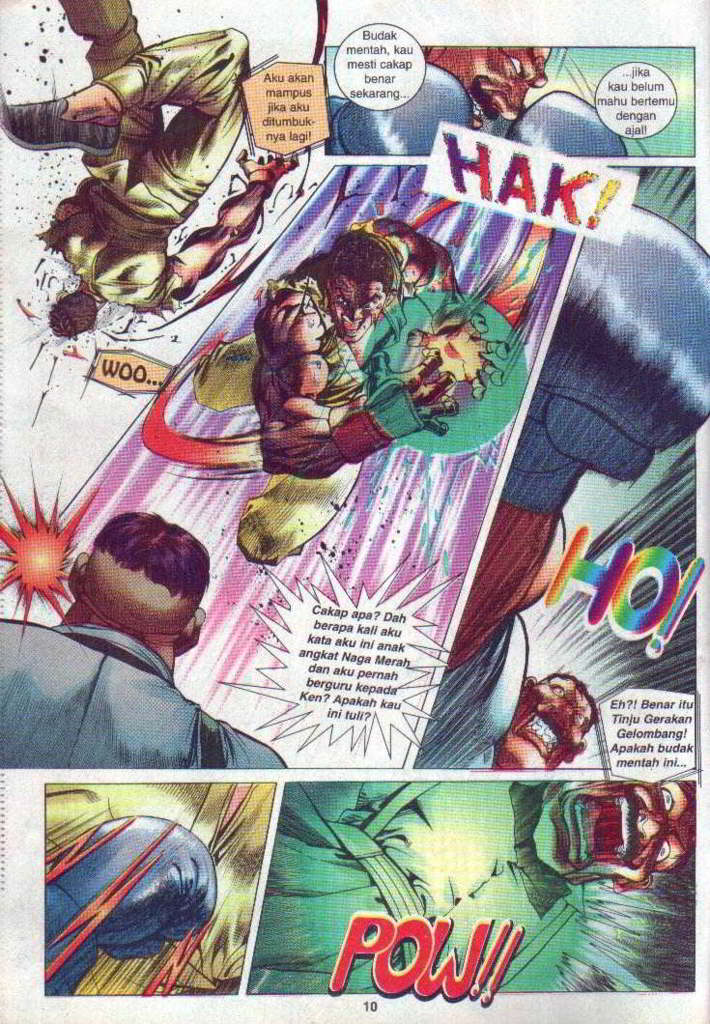 Budak
mentah, kau
mesti cakap
benar
sekarang...
...jika
kau belum
mahu bertemu
dengan
ajal!
Aku akan
mampus
jika aku
ditumbuk-
nya lagi!
HAK!
WOO...
HO!
Cakap apa? Dah
berapa kali aku
kata aku ini anak
angkat Naga Merah
dan aku pernah
berguru kepada
Ken? Apakah kau
ini tuli?
Eh?! Benar itu
Tinju Gerakan
Gelombang!
Apakah budak
mentah ini...
POW!!
10